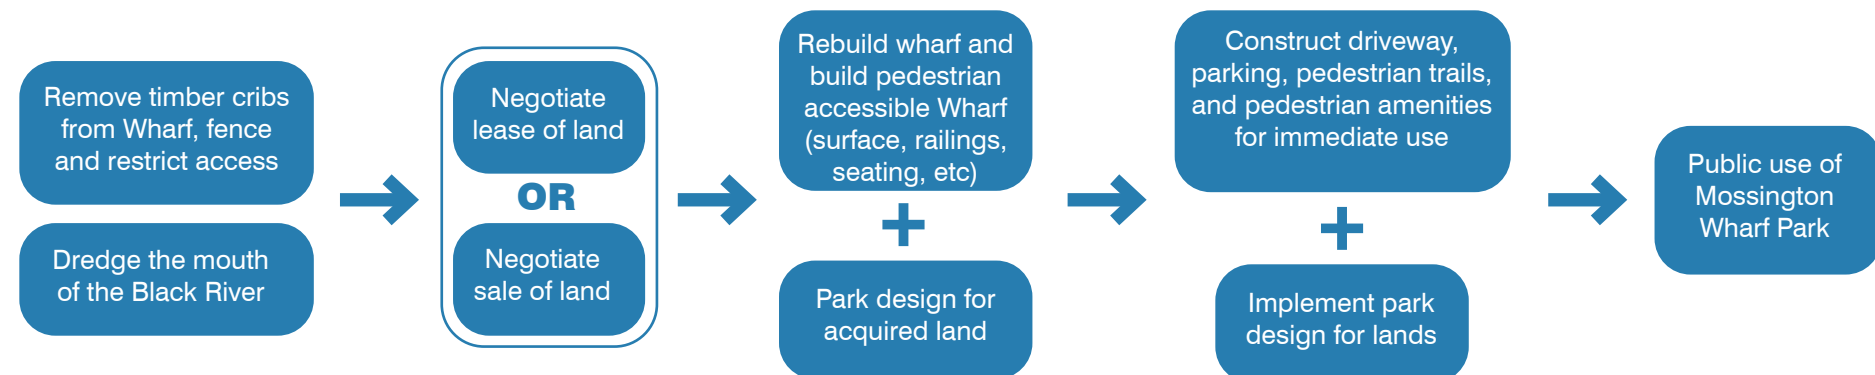 Remove timber cribs
from Wharf, fence
and restrict access
Dredge the mouth
of the Black River
Negotiate
lease of land
OR
Negotiate
sale of land
Rebuild wharf and
build pedestrian
accessible Wharf
(surface, railings,
seating, etc)
+
Park design for
acquired land
Construct driveway,
parking, pedestrian trails,
and pedestrian amenities
for immediate use
+
Implement park
design for lands
Public use of
Mossington
Wharf Park